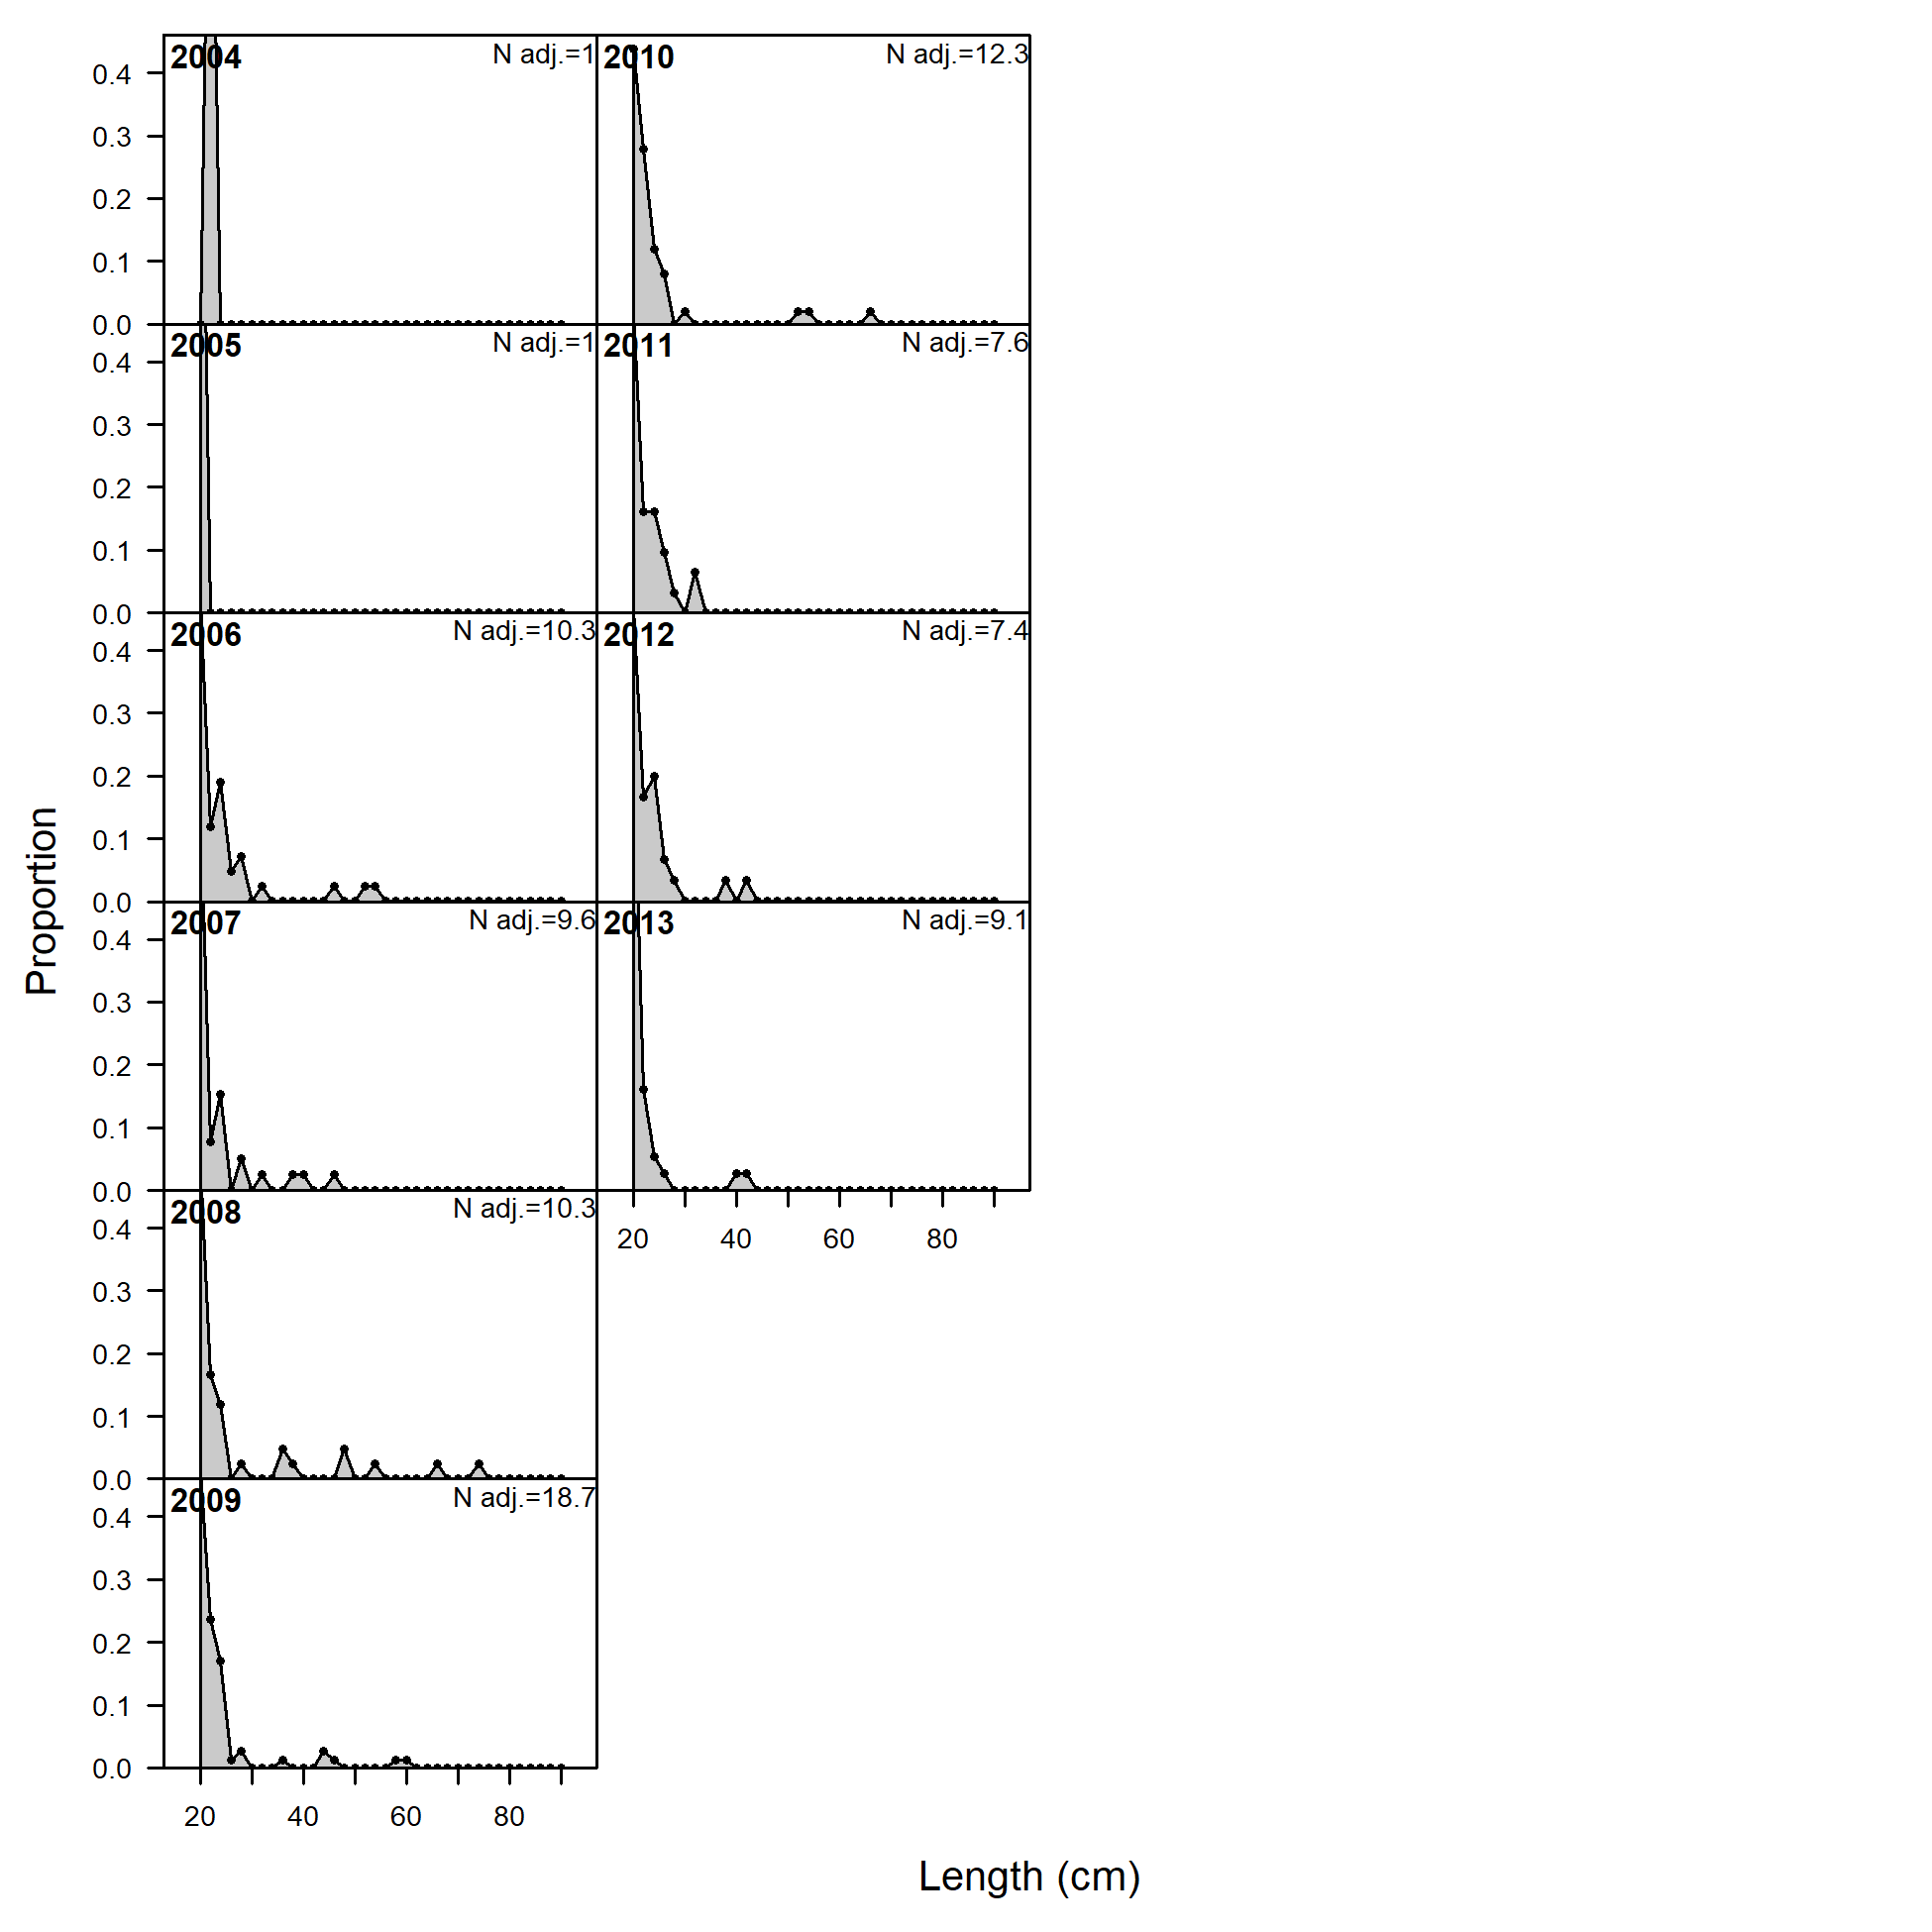 2004 N adj.=1
0.4
0.3
0.2
0.1
0.0
2005 N adj.=1
0.4
0.3
0.2
0.1
0.0
2006 N adj.=10.3
0.4
0.3
0.2
0.1
0.0
2007 N adj.=9.6
0.4
0.3
0.2
0.1
0.0
2008 N adj.=10.3
0.4
0.3
0.2
0.1
0.0
2009 N adj.=18.7
0.4
0.3
0.2
0.1
0.0
20 40 60 80
2010 N adj.=12.3
2011 N adj.=7.6
2012 N adj.=7.4
2013 N adj.=9.1
20 40 60 80
Proportion
Length (cm)